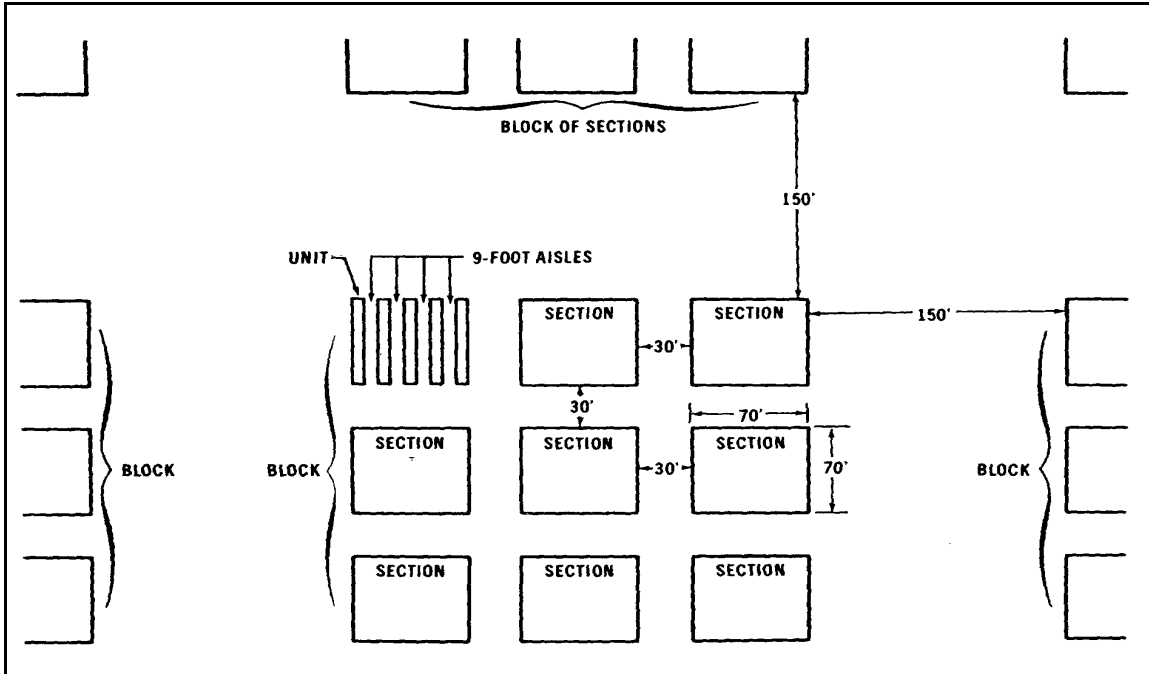 BLOCK OF SECTIONS
150'
UNIT 9-FOOT AISLES
SECTION SECTION
150'
30'
30'
70'
SECTION SECTION SECTION
BLOCK BLOCK 30' 70' BLOCK
SECTION SECTION SECTION